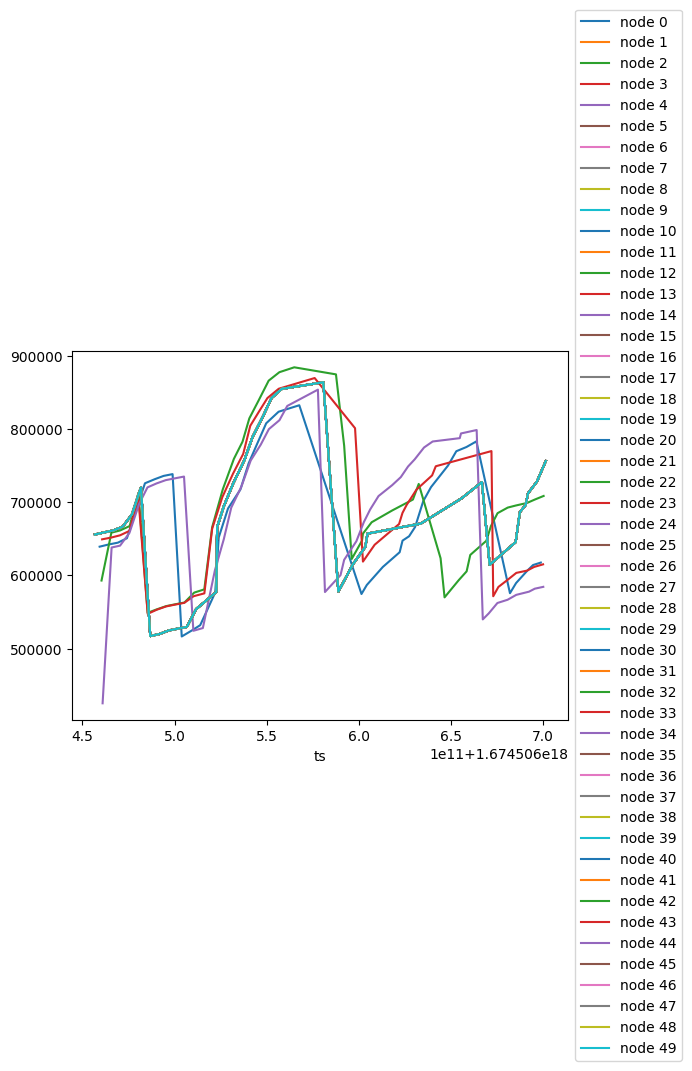 node 0
node 1
node 2
node 3
node 4
node 5
node 6
node 7
node 8
node 9
node 10
node 11
node 12
node 13
node 14
node 15
node 16
node 17
node 18
node 19
node 20
node 21
node 22
node 23
node 24
node 25
node 26
node 27
node 28
node 29
node 30
node 31
node 32
node 33
node 34
node 35
node 36
node 37
node 38
node 39
node 40
node 41
node 42
node 43
node 44
node 45
node 46
node 47
node 48
node 49
900000
800000
700000
600000
500000
4.5 5.0 5.5 6.0 6.5 7.0
ts
1e11+1.674506e18